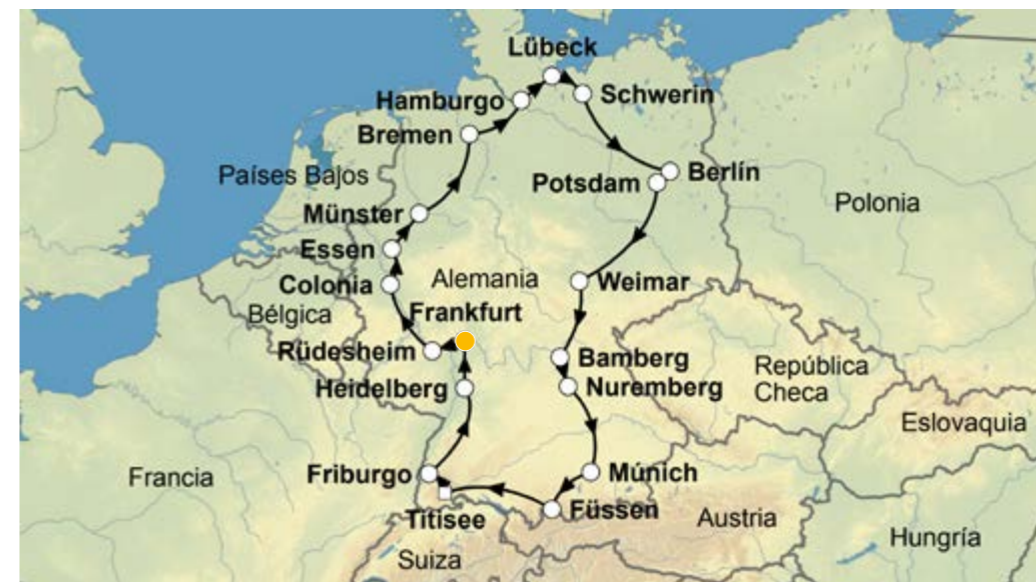 Lübeck
Hamburgo
Schwerin
Bremen
Países Bajos
Berlín
Potsdam
Münster
Polonia
Essen
Colonia
Alemania
Weimar
Bélgica
Frankfurt
Rüdesheim
Bamberg
República
Checa
Heidelberg
Nuremberg
Eslovaquia
Francia
Friburgo
Múnich
Titisee
Füssen
Austria
Hungría
Suiza